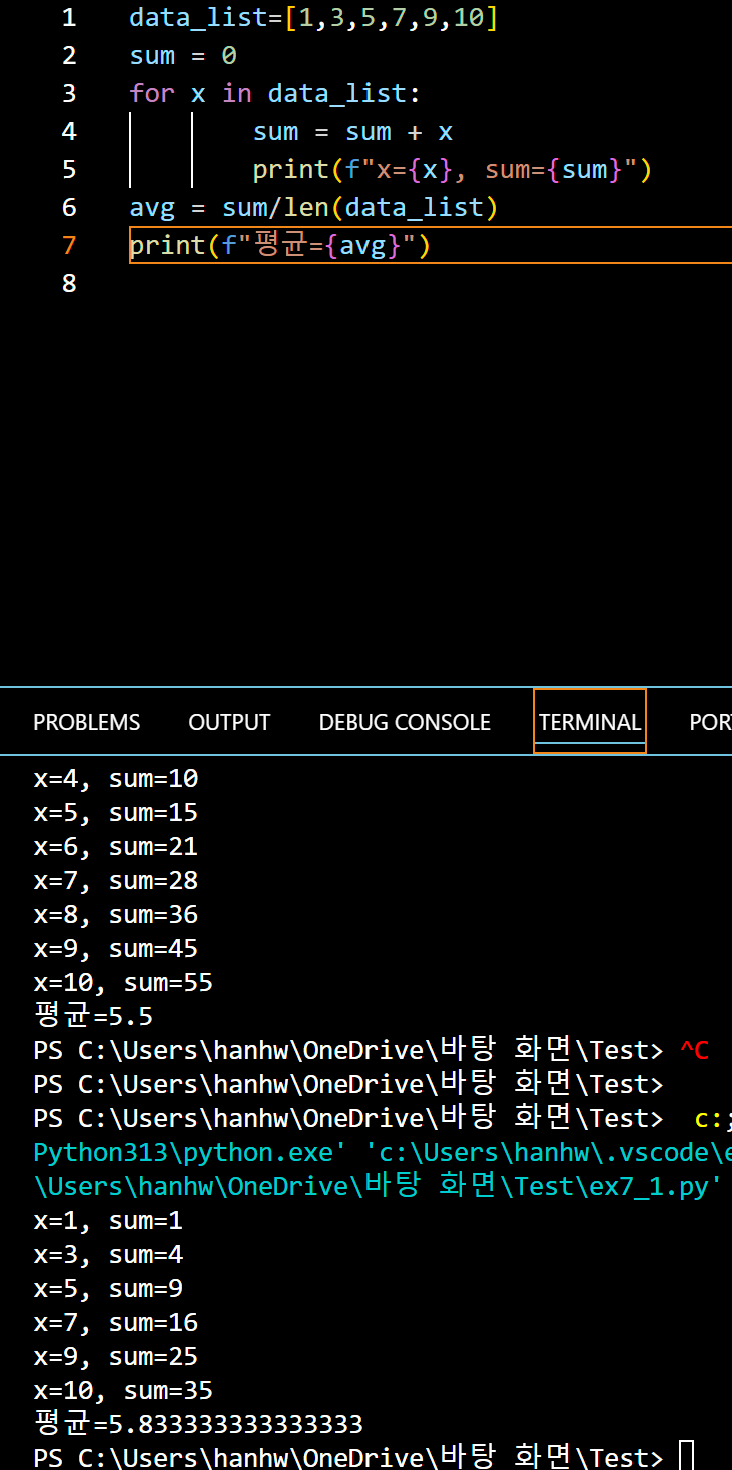 1 data_list=[1,3,5,7,9,10]
2 sum = 0
3 for x in data_list:
4         sum = sum + x
5         print(f"x={x}, sum={sum}")
6 avg = sum/len(data_list)
7 print(f"평균={avg}")
8
PROBLEMS OUTPUT DEBUG CONSOLE TERMINAL POR
x=4, sum=10
x=5, sum=15
x=6, sum=21
x=7, sum=28
x=8, sum=36
x=9, sum=45
x=10, sum=55
평균=5.5
PS C:\Users\hanhw\OneDrive\바탕 화면\Test> ^C
PS C:\Users\hanhw\OneDrive\바탕 화면\Test>
PS C:\Users\hanhw\OneDrive\바탕 화면\Test>  c:;
Python313\python.exe' 'c:\Users\hanhw\.vscode\e
\Users\hanhw\OneDrive\바탕 화면\Test\ex7_1.py'
x=1, sum=1
x=3, sum=4
x=5, sum=9
x=7, sum=16
x=9, sum=25
x=10, sum=35
평균=5.833333333333333
PS C:\Users\hanhw\OneDrive\바탕 화면\Test>